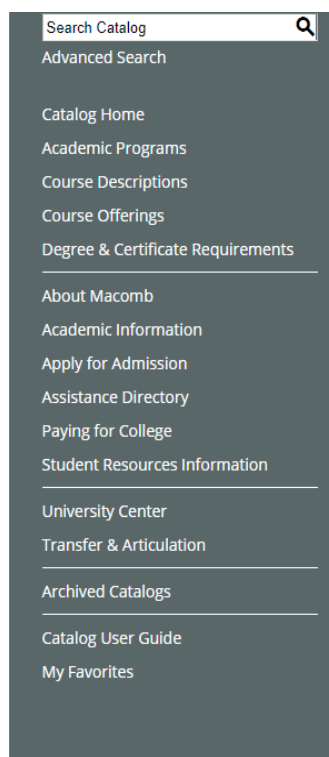 Search Catalog
Advanced Search
Catalog Home
Academic Programs
Course Descriptions
Course Offerings
Degree & Certificate Requirements
About Macomb
Academic Information
Apply for Admission
Assistance Directory
Paying for College
Student Resources Information
University Center
Transfer & Articulation
Archived Catalogs
Catalog User Guide
My Favorites